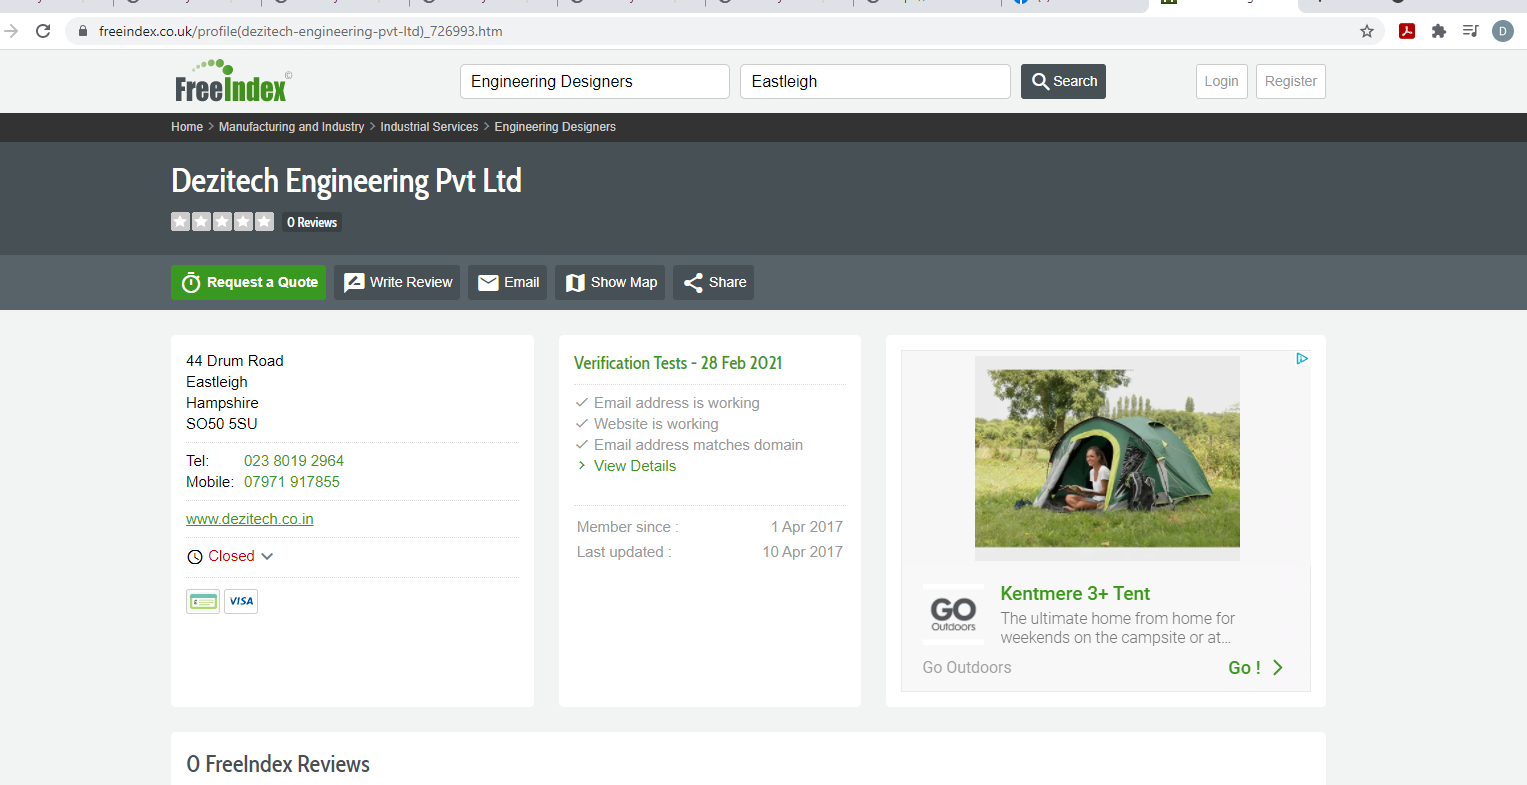 freeindex.co.uk/profile(dezitech-engineering-pvt-ltd)_726993.htm
D
FreeIndex©
Engineering Designers
Eastleigh
Search
Login
Register
Home > Manufacturing and Industry > Industrial Services > Engineering Designers
Dezitech Engineering Pvt Ltd
0 Reviews
Request a Quote
Write Review
Email
Show Map
Share
44 Drum Road
Eastleigh
Hampshire
SO50 5SU
Tel: 023 8019 2964
Mobile: 07971 917855
www.dezitech.co.in
Closed
VISA
Verification Tests - 28 Feb 2021
Email address is working
Website is working
Email address matches domain
View Details
Member since : 1 Apr 2017
Last updated : 10 Apr 2017
GO
Outdoors
Kentmere 3+ Tent
The ultimate home from home for
weekends on the campsite or at...
Go Outdoors
Go !
0 FreeIndex Reviews